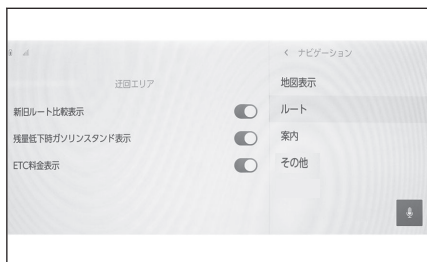 迂回エリア
新旧ルート比較表示
残量低下時ガソリンスタンド表示
ETC料金表示
く ナビゲーション
地図表示
ルート
案内
その他